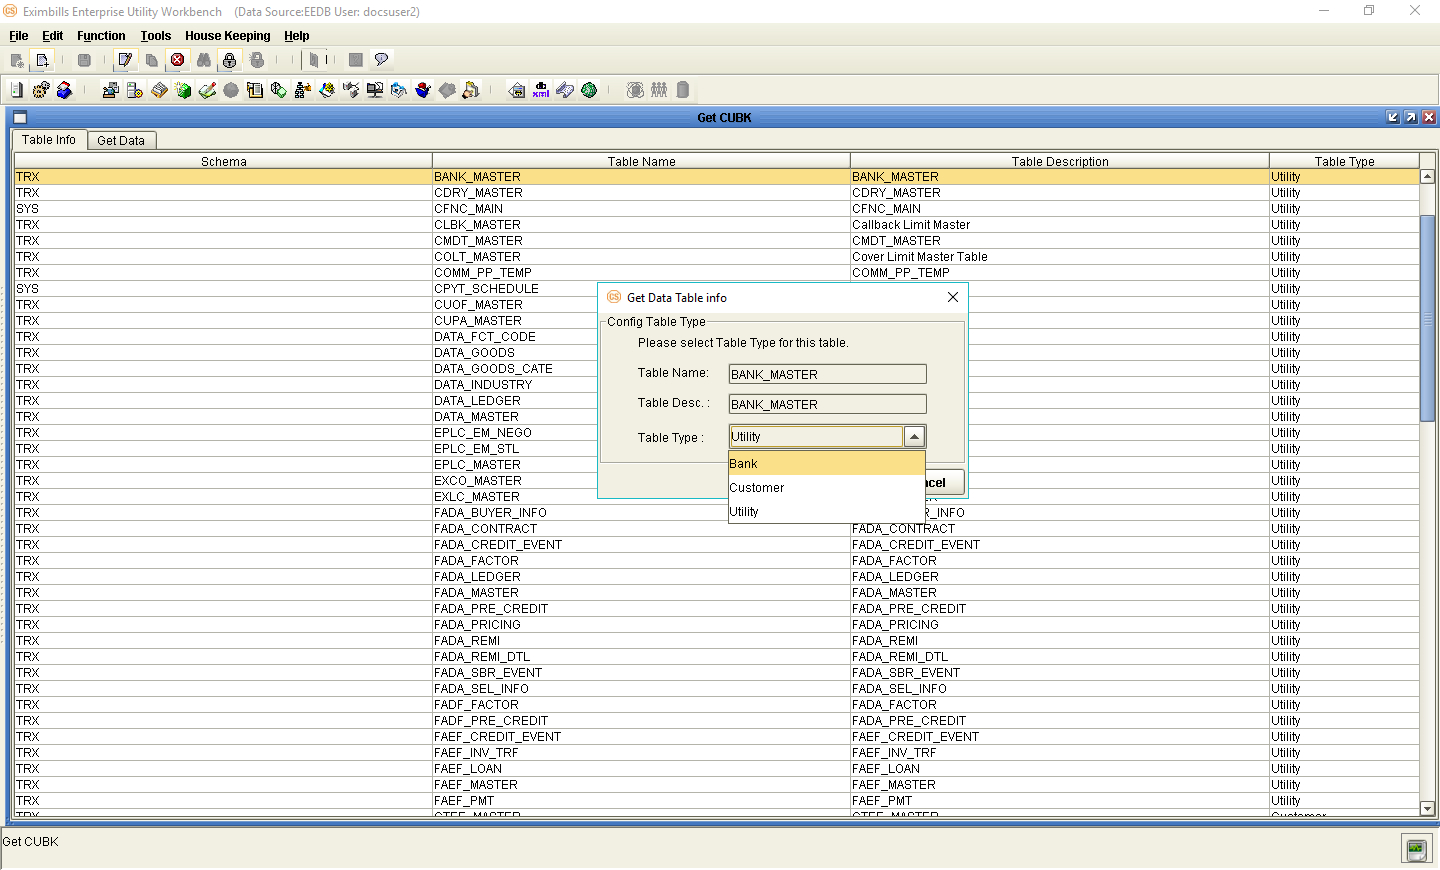 Eximbills Enterprise Utility Workbench (Data Source:EEDB User: docsuser2)
File Edit Function Tools House Keeping Help
Get CUBK
Table Info Get Data
Schema Table Name Table Description Table Type
TRX BANK_MASTER BANK_MASTER Utility
TRX CDRY_MASTER CDRY_MASTER Utility
SYS CFNC_MAIN CFNC_MAIN Utility
TRX CLBK_MASTER Callback Limit Master Utility
TRX CMDT_MASTER CMDT_MASTER Utility
TRX COLT_MASTER Cover Limit Master Table Utility
TRX COMM_PP_TEMP COMM_PP_TEMP Utility
SYS CPYT_SCHEDULE Utility
TRX CUOF_MASTER Utility
TRX CUPA_MASTER Utility
TRX DATA_FCT_CODE Utility
TRX DATA_GOODS Utility
TRX DATA_GOODS_CATE Utility
TRX DATA_INDUSTRY Utility
TRX DATA_LEDGER Utility
TRX DATA_MASTER Utility
TRX EPLC_EM_NEGO Utility
TRX EPLC_EM_STL Utility
TRX EPLC_MASTER Utility
TRX EXCO_MASTER Utility
TRX EXLC_MASTER Utility
TRX FADA_BUYER_INFO R_INFO Utility
TRX FADA_CONTRACT FADA_CONTRACT Utility
TRX FADA_CREDIT_EVENT FADA_CREDIT_EVENT Utility
TRX FADA_FACTOR FADA_FACTOR Utility
TRX FADA_LEDGER FADA_LEDGER Utility
TRX FADA_MASTER FADA_MASTER Utility
TRX FADA_PRE_CREDIT FADA_PRE_CREDIT Utility
TRX FADA_PRICING FADA_PRICING Utility
TRX FADA_REMI FADA_REMI Utility
TRX FADA_REMI_DTL FADA_REMI_DTL Utility
TRX FADA_SBR_EVENT FADA_SBR_EVENT Utility
TRX FADA_SEL_INFO FADA_SEL_INFO Utility
TRX FADF_FACTOR FADA_FACTOR Utility
TRX FADF_PRE_CREDIT FADA_PRE_CREDIT Utility
TRX FAEF_CREDIT_EVENT FAEF_CREDIT_EVENT Utility
TRX FAEF_INV_TRF FAEF_INV_TRF Utility
TRX FAEF_LOAN FAEF_LOAN Utility
TRX FAEF_MASTER FAEF_MASTER Utility
TRX FAEF_PMT FAEF_PMT Utility
CS Get Data Table info
Config Table Type
Please select Table Type for this table.
Table Name: BANK_MASTER
Table Desc. : BANK_MASTER
Table Type : Utility
Bank
Customer
Utility
ncel
Get CUBK